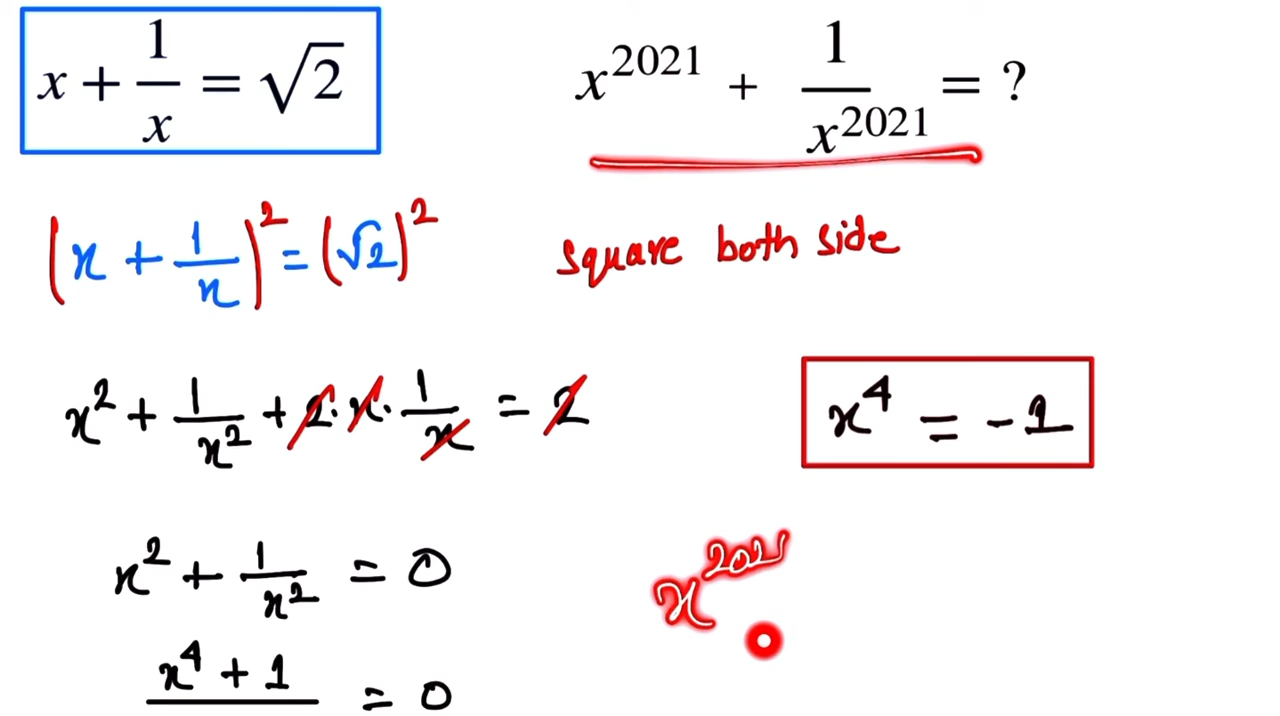 x + 1/x = √2
x^2021 + 1/x^2021 = ?
(x + 1/x)^2 = (√2)^2
square both side
x^2 + 1/x^2 + 2·x·1/x = 2
x^4 = -1
x^2 + 1/x^2 = 0
x^2021
x^4 + 1 = 0